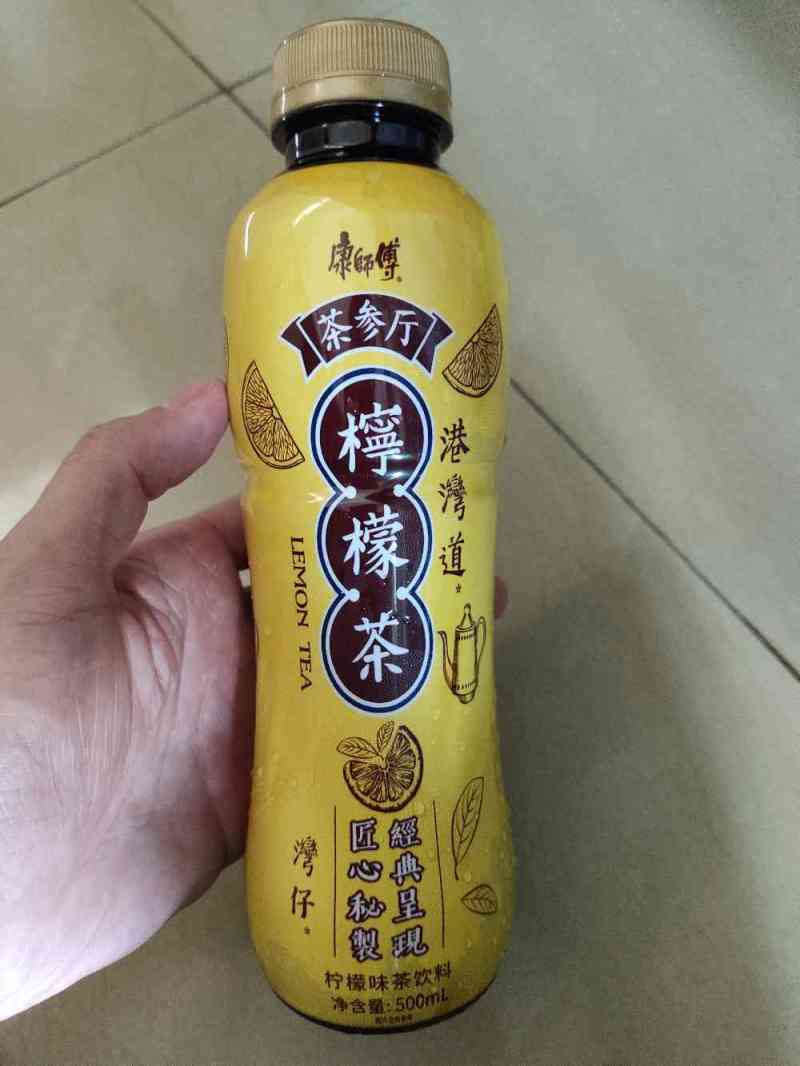 康師傅
茶参厅
檸檬茶
LEMON TEA
港灣道
經典呈現
匠心秘製
灣仔
柠檬味茶饮料
净含量:500mL